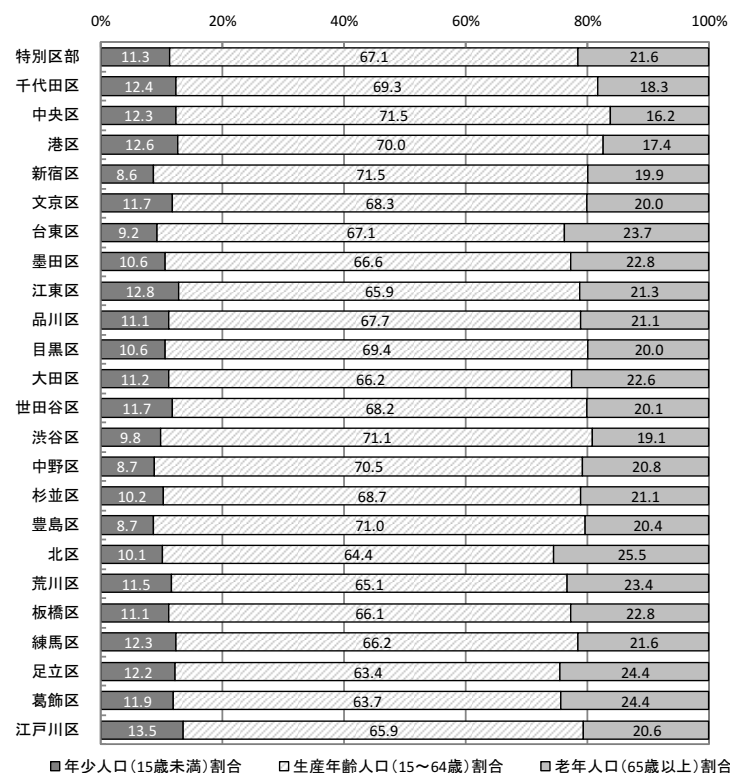 0% 20% 40% 60% 80% 100%
特別区部 11.3 67.1 21.6
千代田区 12.4 69.3 18.3
中央区 12.3 71.5 16.2
港区 12.6 70.0 17.4
新宿区 8.6 71.5 19.9
文京区 11.7 68.3 20.0
台東区 9.2 67.1 23.7
墨田区 10.6 66.6 22.8
江東区 12.8 65.9 21.3
品川区 11.1 67.7 21.1
目黒区 10.6 69.4 20.0
大田区 11.2 66.2 22.6
世田谷区 11.7 68.2 20.1
渋谷区 9.8 71.1 19.1
中野区 8.7 70.5 20.8
杉並区 10.2 68.7 21.1
豊島区 8.7 71.0 20.4
北区 10.1 64.4 25.5
荒川区 11.5 65.1 23.4
板橋区 11.1 66.1 22.8
練馬区 12.3 66.2 21.6
足立区 12.2 63.4 24.4
葛飾区 11.9 63.7 24.4
江戸川区 13.5 65.9 20.6
年少人口(15歳未満)割合 生産年齢人口(15～64歳)割合 老年人口(65歳以上)割合